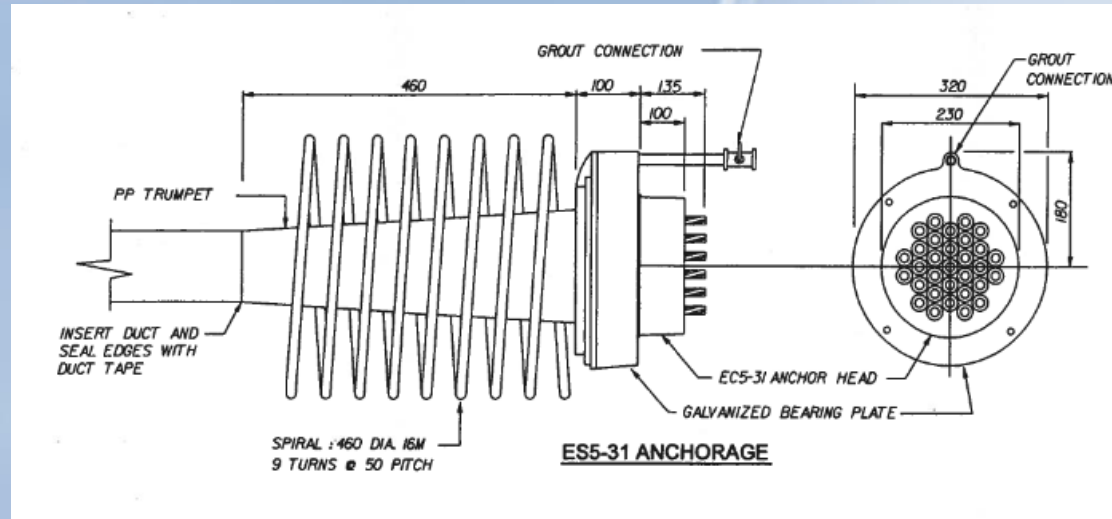 GROUT CONNECTION
GROUT
CONNECTION
460
100
135
320
100
230
PP TRUMPET
180
INSERT DUCT AND
SEAL EDGES WITH
DUCT TAPE
EC5-31 ANCHOR HEAD
GALVANIZED BEARING PLATE
SPIRAL : 460 DIA. 16M
9 TURNS @ 50 PITCH
ES5-31 ANCHORAGE